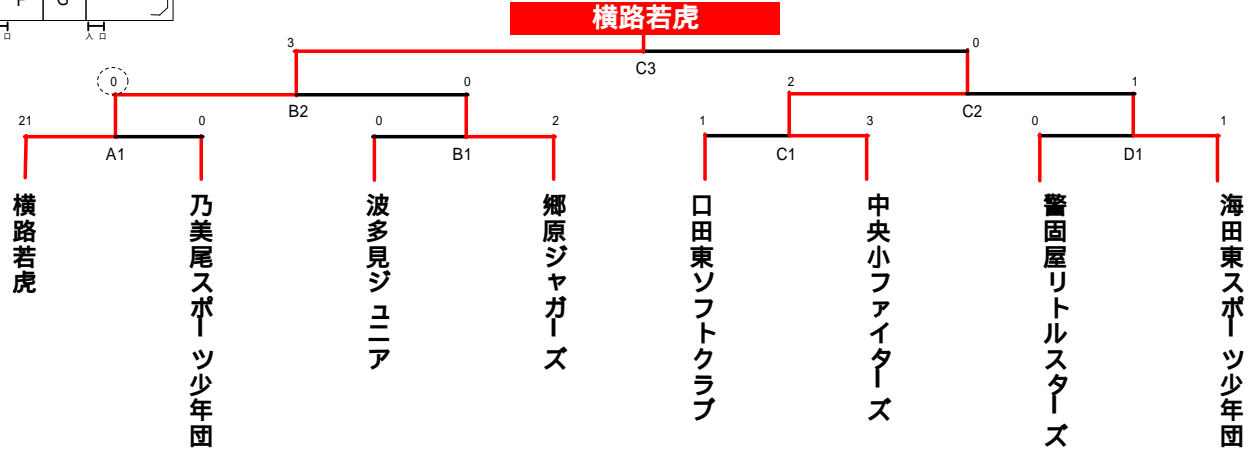 F G
入口
横路若虎
3 0
C3
0 0 2 1
B2 C2
21 0 0 2 1 3 0 1
A1 B1 C1 D1
横路若虎
乃美尾スポーツ少年団
波多見ジュニア
郷原ジャガーズ
口田東ソフトクラブ
中央小ファイターズ
警固屋リトルスターズ
海田東スポーツ少年団